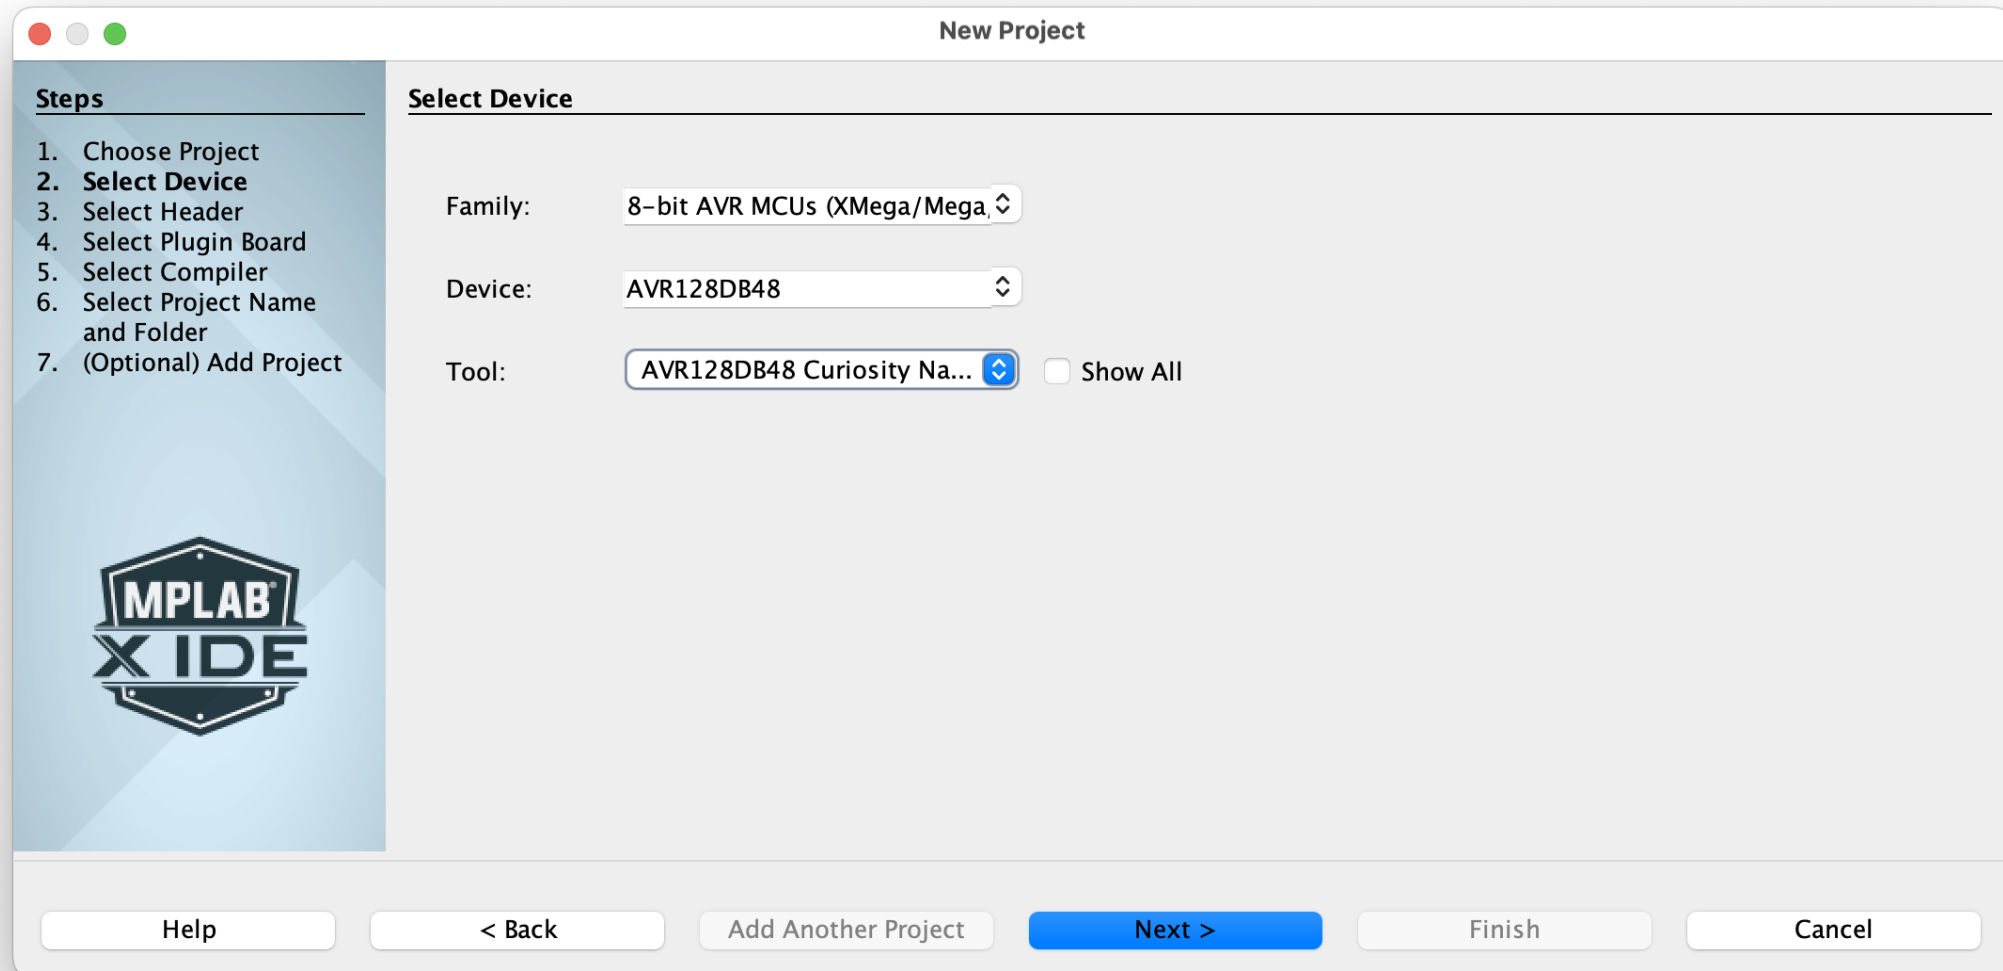 New Project
Steps
1. Choose Project
2. Select Device
3. Select Header
4. Select Plugin Board
5. Select Compiler
6. Select Project Name
and Folder
7. (Optional) Add Project
MPLAB®
X IDE
Select Device
Family: 8-bit AVR MCUs (XMega/Mega/
Device: AVR128DB48
Tool: AVR128DB48 Curiosity Na... Show All
Help < Back Add Another Project Next > Finish Cancel